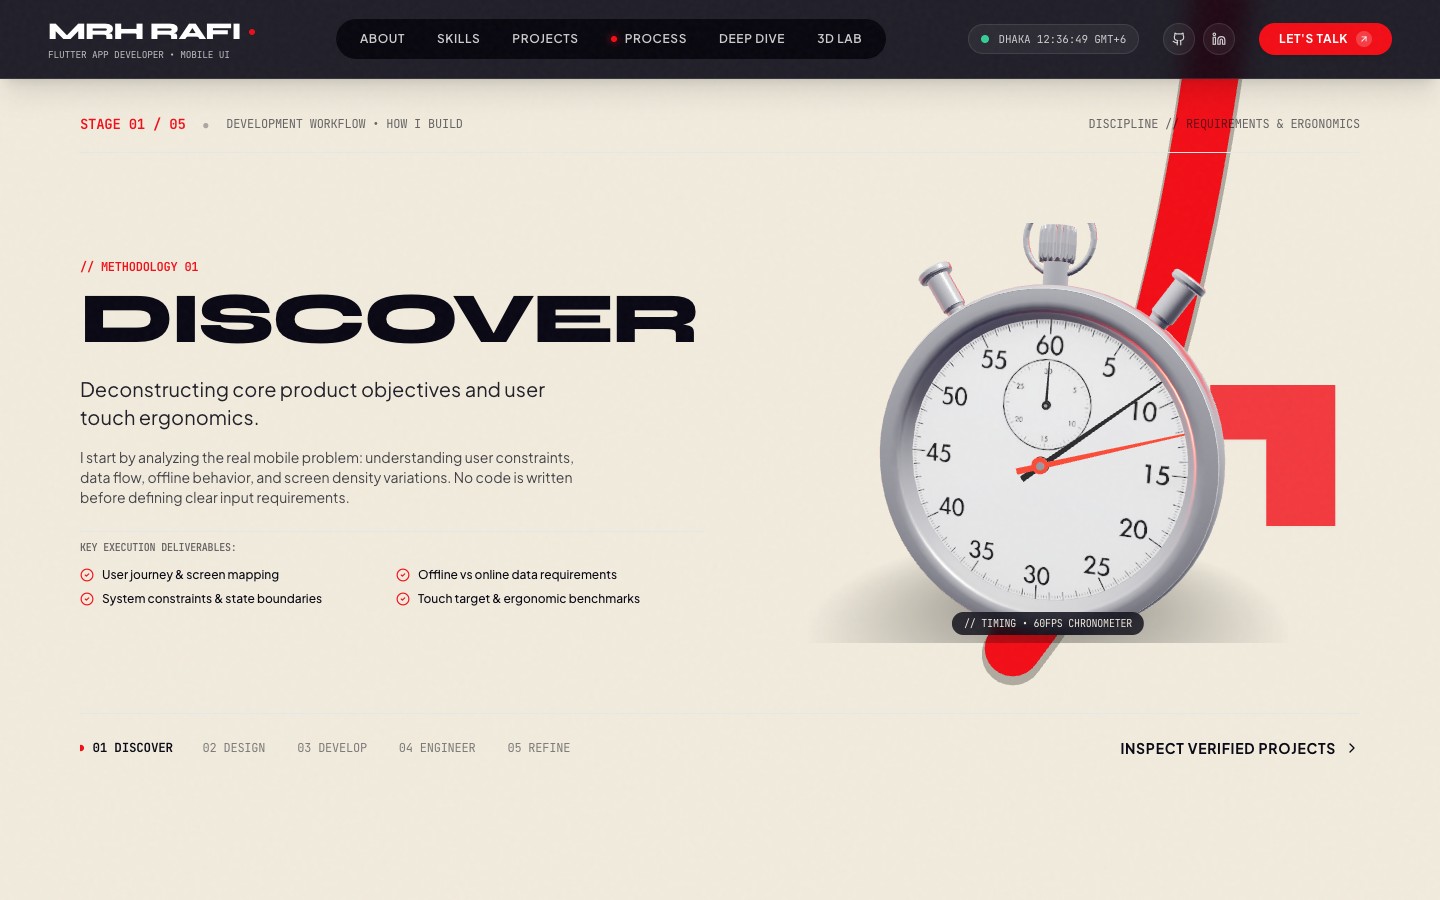 MRH RAFI
FLUTTER APP DEVELOPER • MOBILE UI
ABOUT
SKILLS
PROJECTS
PROCESS
DEEP DIVE
3D LAB
DHAKA 12:36:49 GMT+6
LET'S TALK
STAGE 01 / 05 • DEVELOPMENT WORKFLOW • HOW I BUILD
DISCIPLINE // REQUIREMENTS & ERGONOMICS
// METHODOLOGY 01
DISCOVER
Deconstructing core product objectives and user
touch ergonomics.
I start by analyzing the real mobile problem: understanding user constraints,
data flow, offline behavior, and screen density variations. No code is written
before defining clear input requirements.
KEY EXECUTION DELIVERABLES:
User journey & screen mapping
Offline vs online data requirements
System constraints & state boundaries
Touch target & ergonomic benchmarks
60
5
10
15
20
25
30
35
40
45
50
55
5
10
15
20
25
// TIMING • 60FPS CHRONOMETER
01 DISCOVER
02 DESIGN
03 DEVELOP
04 ENGINEER
05 REFINE
INSPECT VERIFIED PROJECTS